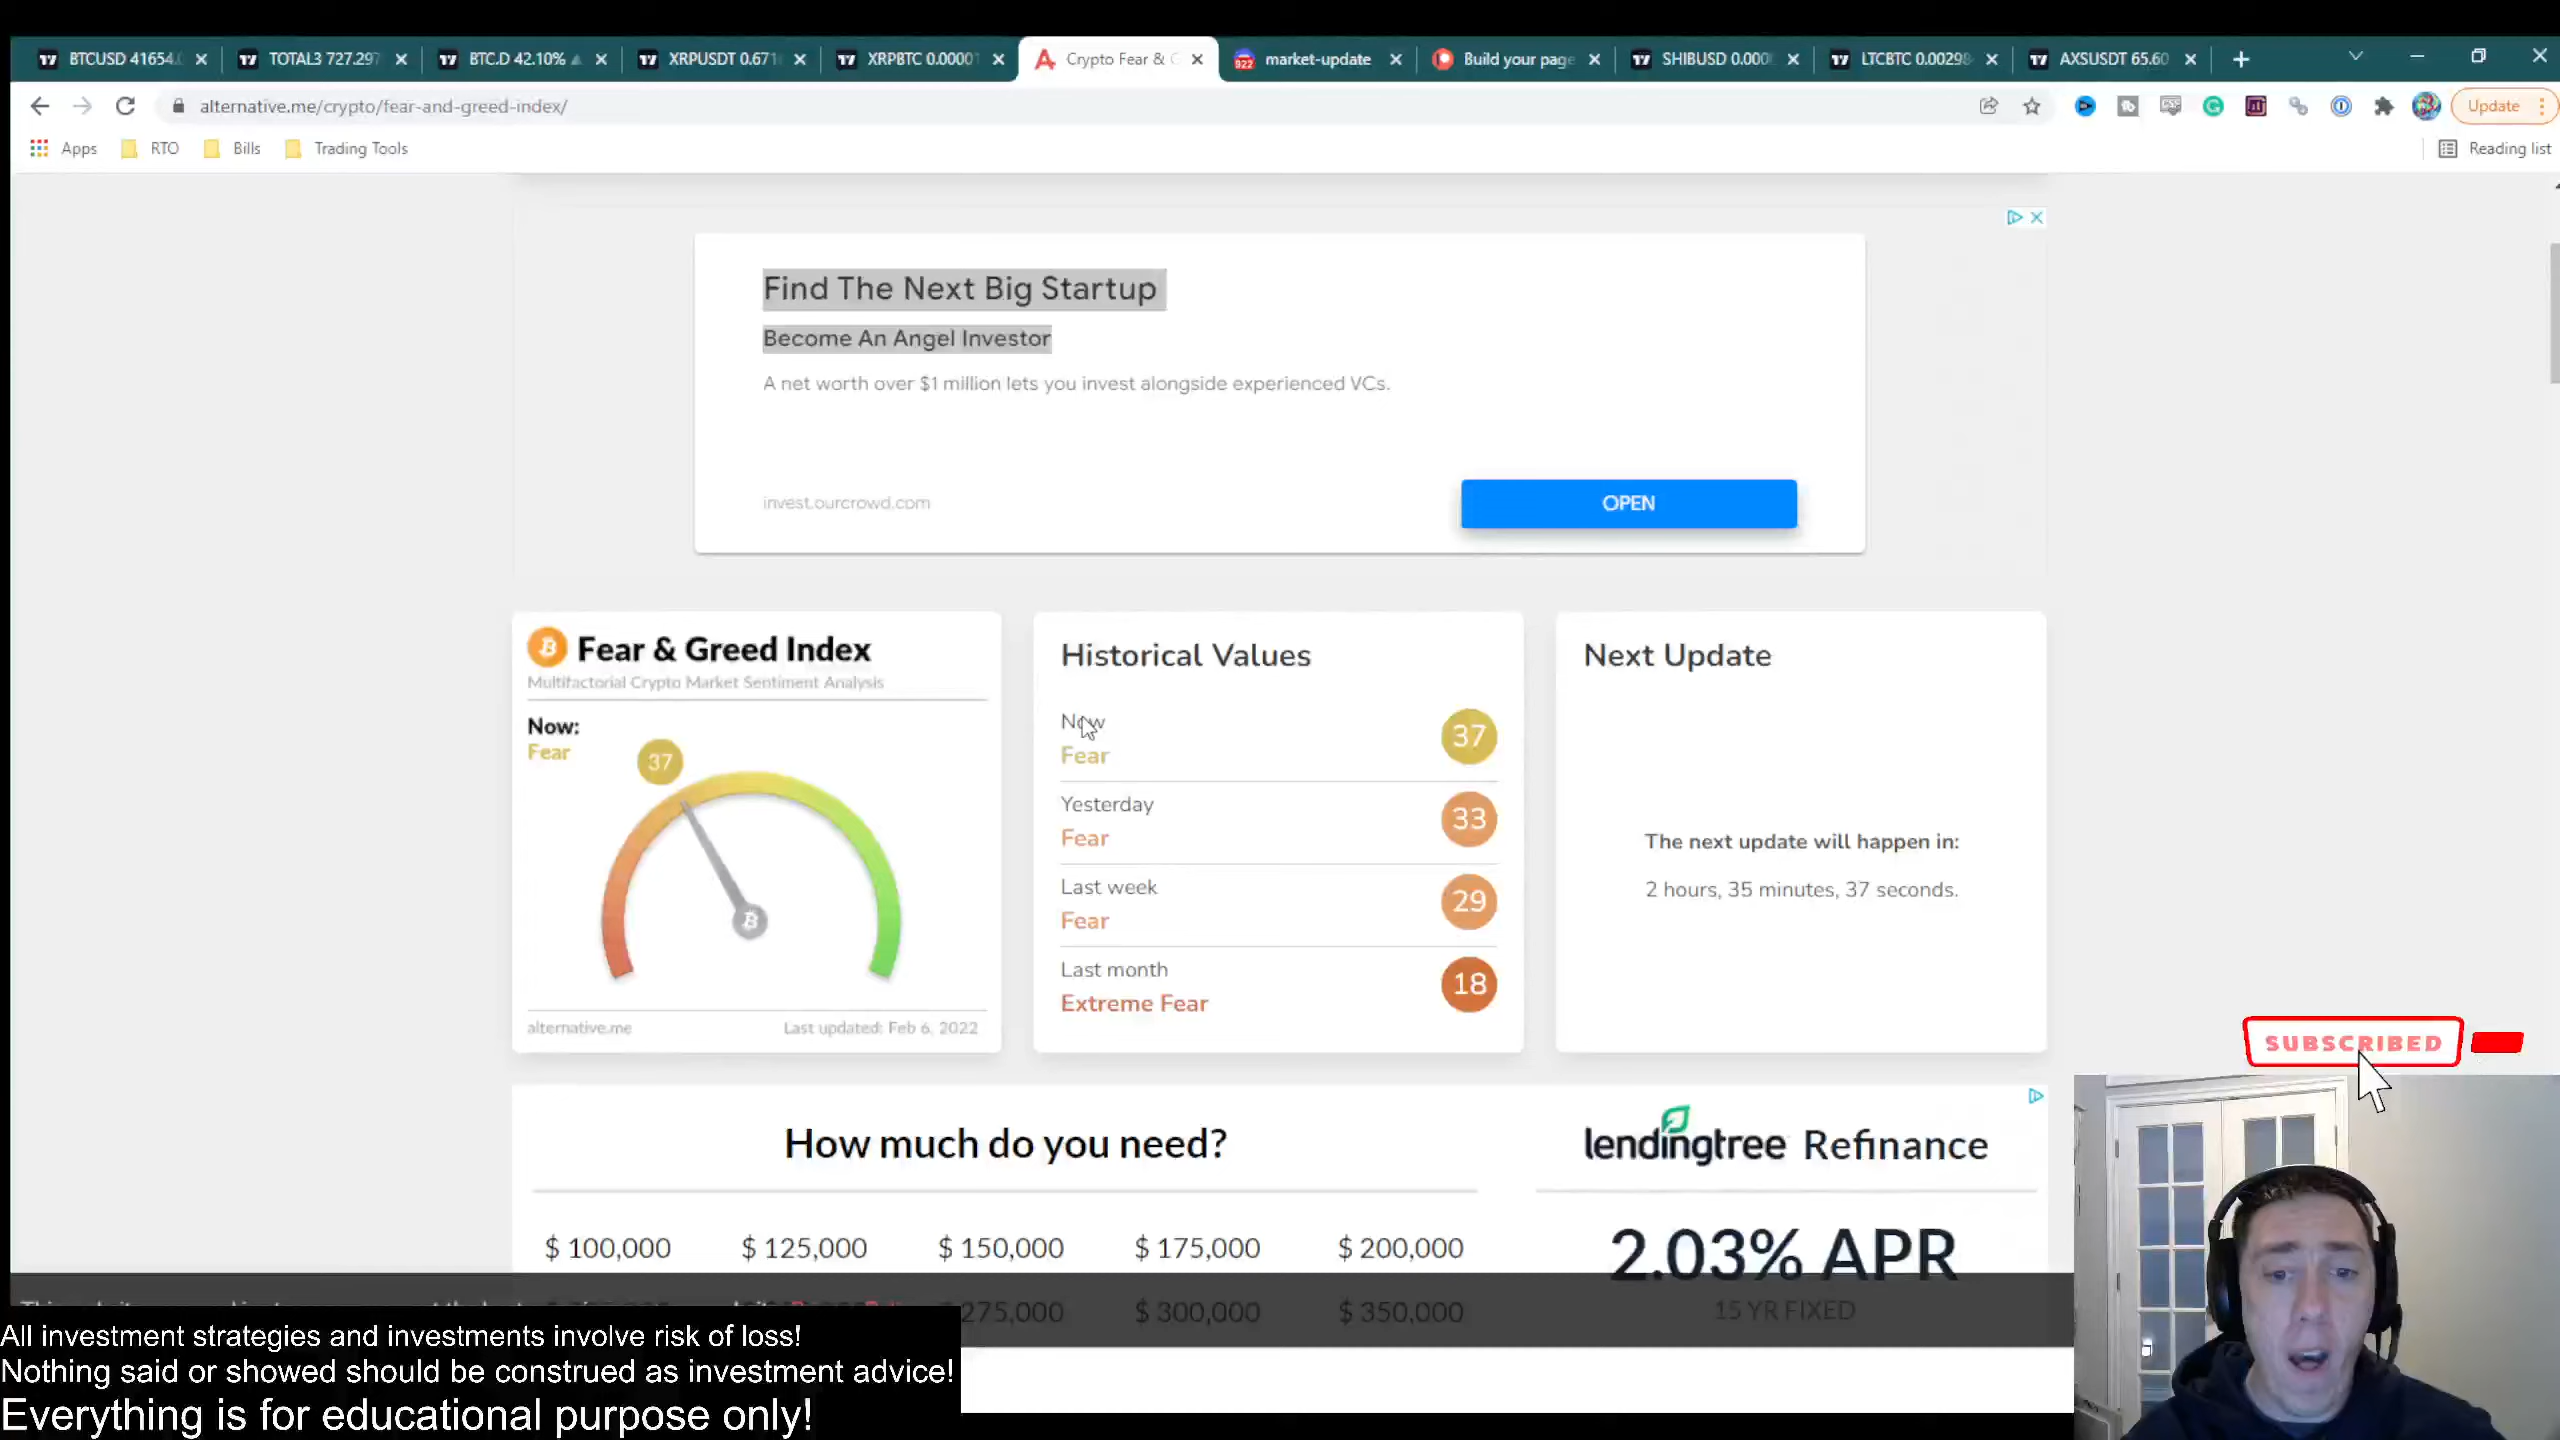 BTCUSD 41654.
TOTAL3 727.297
BTC.D 42.10% ▲
XRPUSDT 0.671
XRPBTC 0.00001
Crypto Fear & G
market-update
Build your page
SHIBUSD 0.000
LTCBTC 0.00298
AXSUSDT 65.60
alternative.me/crypto/fear-and-greed-index/
Update
Apps
RTO
Bills
Trading Tools
Reading list
Find The Next Big Startup
Become An Angel Investor
A net worth over $1 million lets you invest alongside experienced VCs.
invest.ourcrowd.com
OPEN
Fear & Greed Index
Multifactorial Crypto Market Sentiment Analysis
Now:
Fear
37
alternative.me
Last updated: Feb 6, 2022
Historical Values
Now
Fear
37
Yesterday
Fear
33
Last week
Fear
29
Last month
Extreme Fear
18
Next Update
The next update will happen in:
2 hours, 35 minutes, 37 seconds.
SUBSCRIBED
How much do you need?
$ 100,000
$ 125,000
$ 150,000
$ 175,000
$ 200,000
275,000
$ 300,000
$ 350,000
lendingtree Refinance
2.03% APR
15 YR FIXED
All investment strategies and investments involve risk of loss!
Nothing said or showed should be construed as investment advice!
Everything is for educational purpose only!